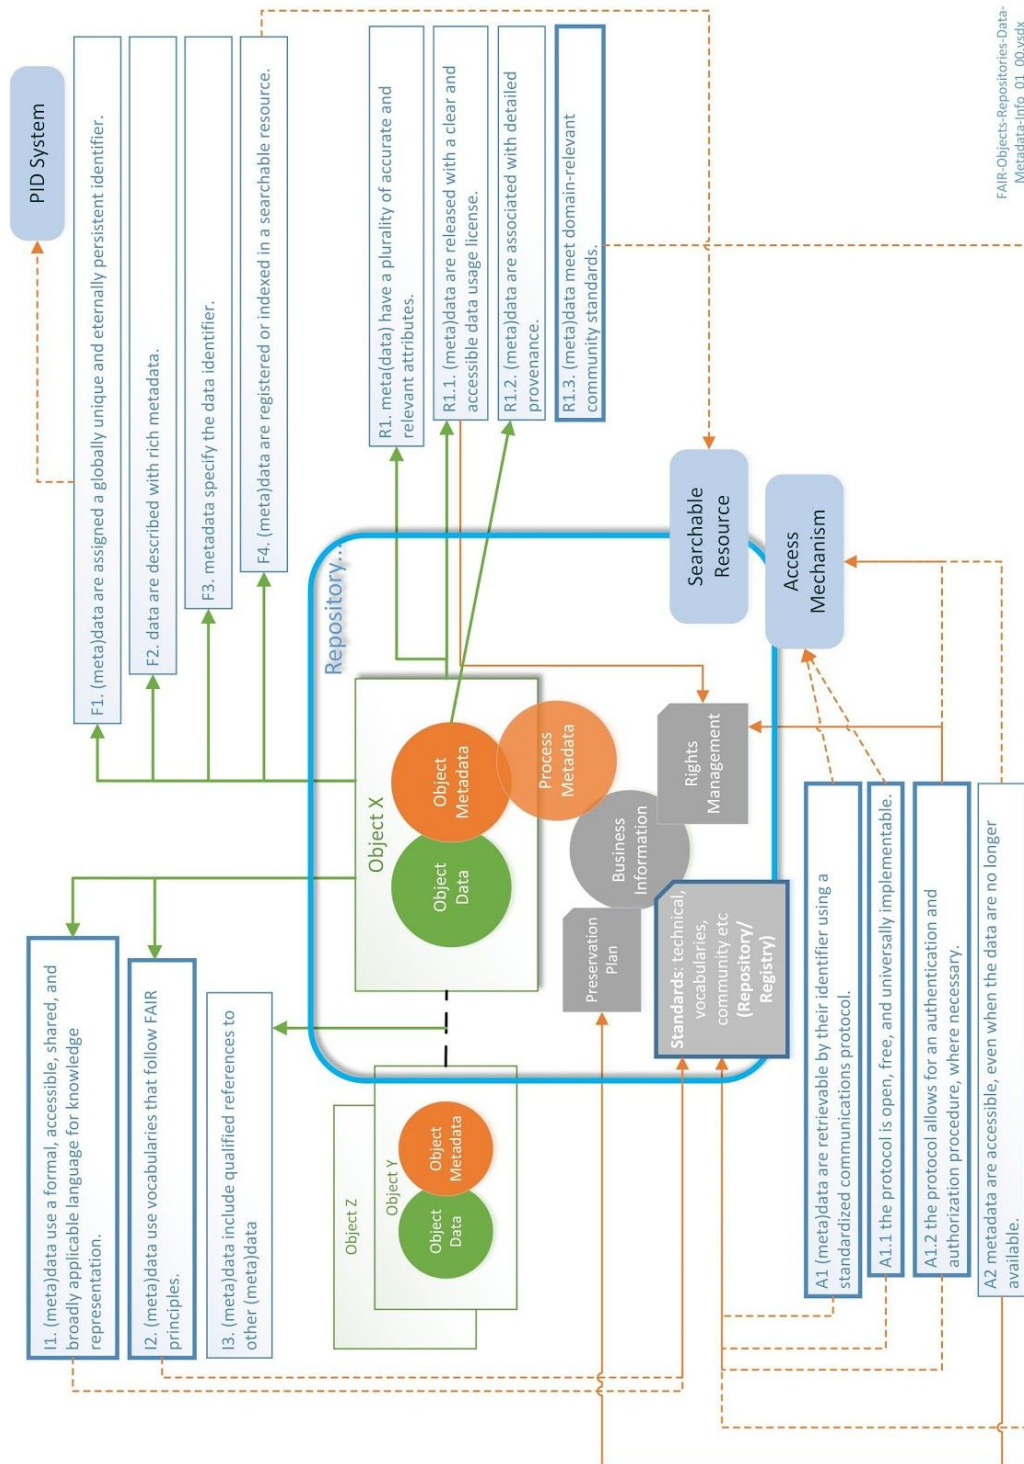 PID System
I1. (meta)data use a formal, accessible, shared, and
broadly applicable language for knowledge
representation.
I2. (meta)data use vocabularies that follow FAIR
principles.
I3. (meta)data include qualified references to
other (meta)data
F1. (meta)data are assigned a globally unique and eternally persistent identifier.
F2. data are described with rich metadata.
F3. metadata specify the data identifier.
F4. (meta)data are registered or indexed in a searchable resource.
Repository...
Object Z
Object Y
Object
Data
Object
Metadata
Object X
Object
Data
Object
Metadata
Process
Metadata
Business
Information
Preservation
Plan
Rights
Management
Standards: technical,
vocabularies,
community etc
(Repository/
Registry)
R1. meta(data) have a plurality of accurate and
relevant attributes.
R1.1. (meta)data are released with a clear and
accessible data usage license.
R1.2. (meta)data are associated with detailed
provenance.
R1.3. (meta)data meet domain-relevant
community standards.
Searchable
Resource
Access
Mechanism
A1 (meta)data are retrievable by their identifier using a
standardized communications protocol.
A1.1 the protocol is open, free, and universally implementable.
A1.2 the protocol allows for an authentication and
authorization procedure, where necessary.
A2 metadata are accessible, even when the data are no longer
available.
FAIR-Objects-Repositories-Data-
Metadata-Info_01_00.vsdx